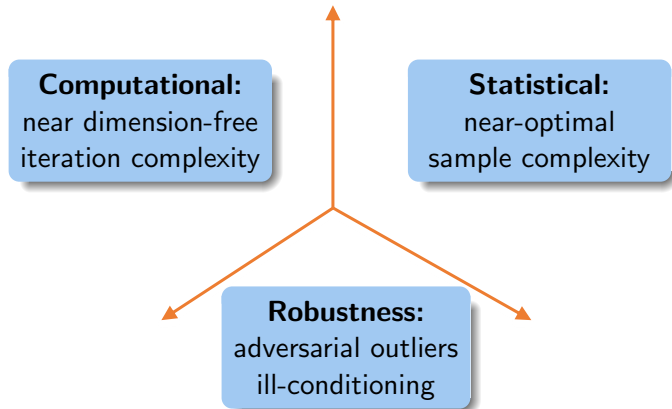 Computational:
near dimension-free
iteration complexity
Statistical:
near-optimal
sample complexity
Robustness:
adversarial outliers
ill-conditioning